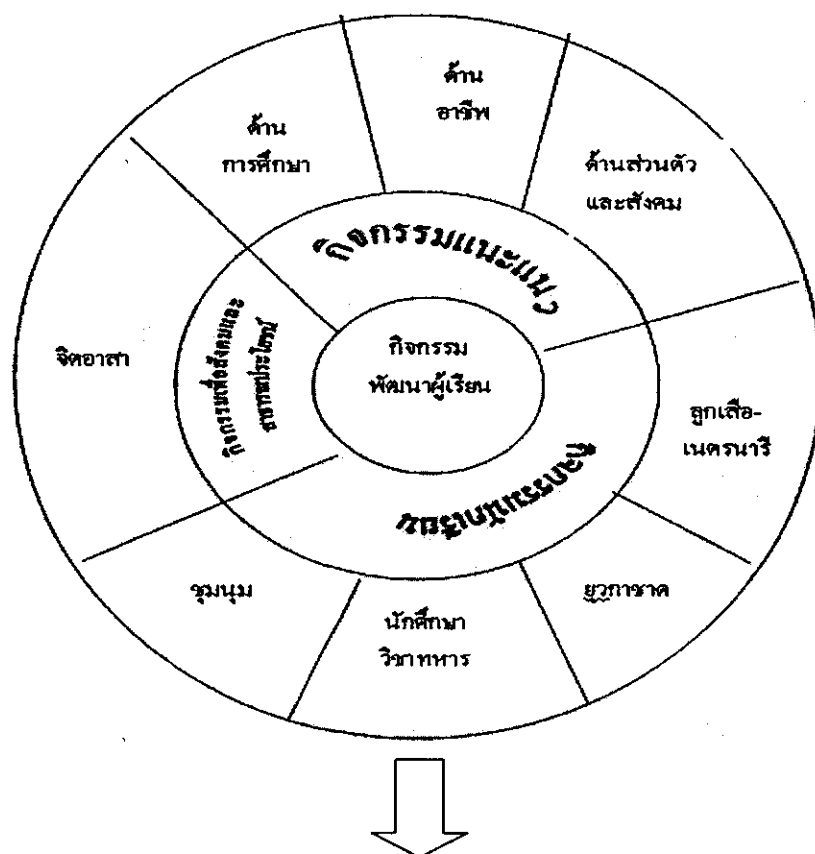 ด้าน
อาชีพ
ด้าน
การศึกษา
ด้านส่วนตัว
และสังคม
กิจกรรมแนะแนว
กิจกรรมเพื่อสังคมและ
สาธารณประโยชน์
จิตอาสา
กิจกรรม
พัฒนาผู้เรียน
ลูกเสือ-
เนตรนารี
กิจกรรมนักเรียน
ชุมนุม
นักศึกษา
วิชาทหาร
ยุวกาชาด